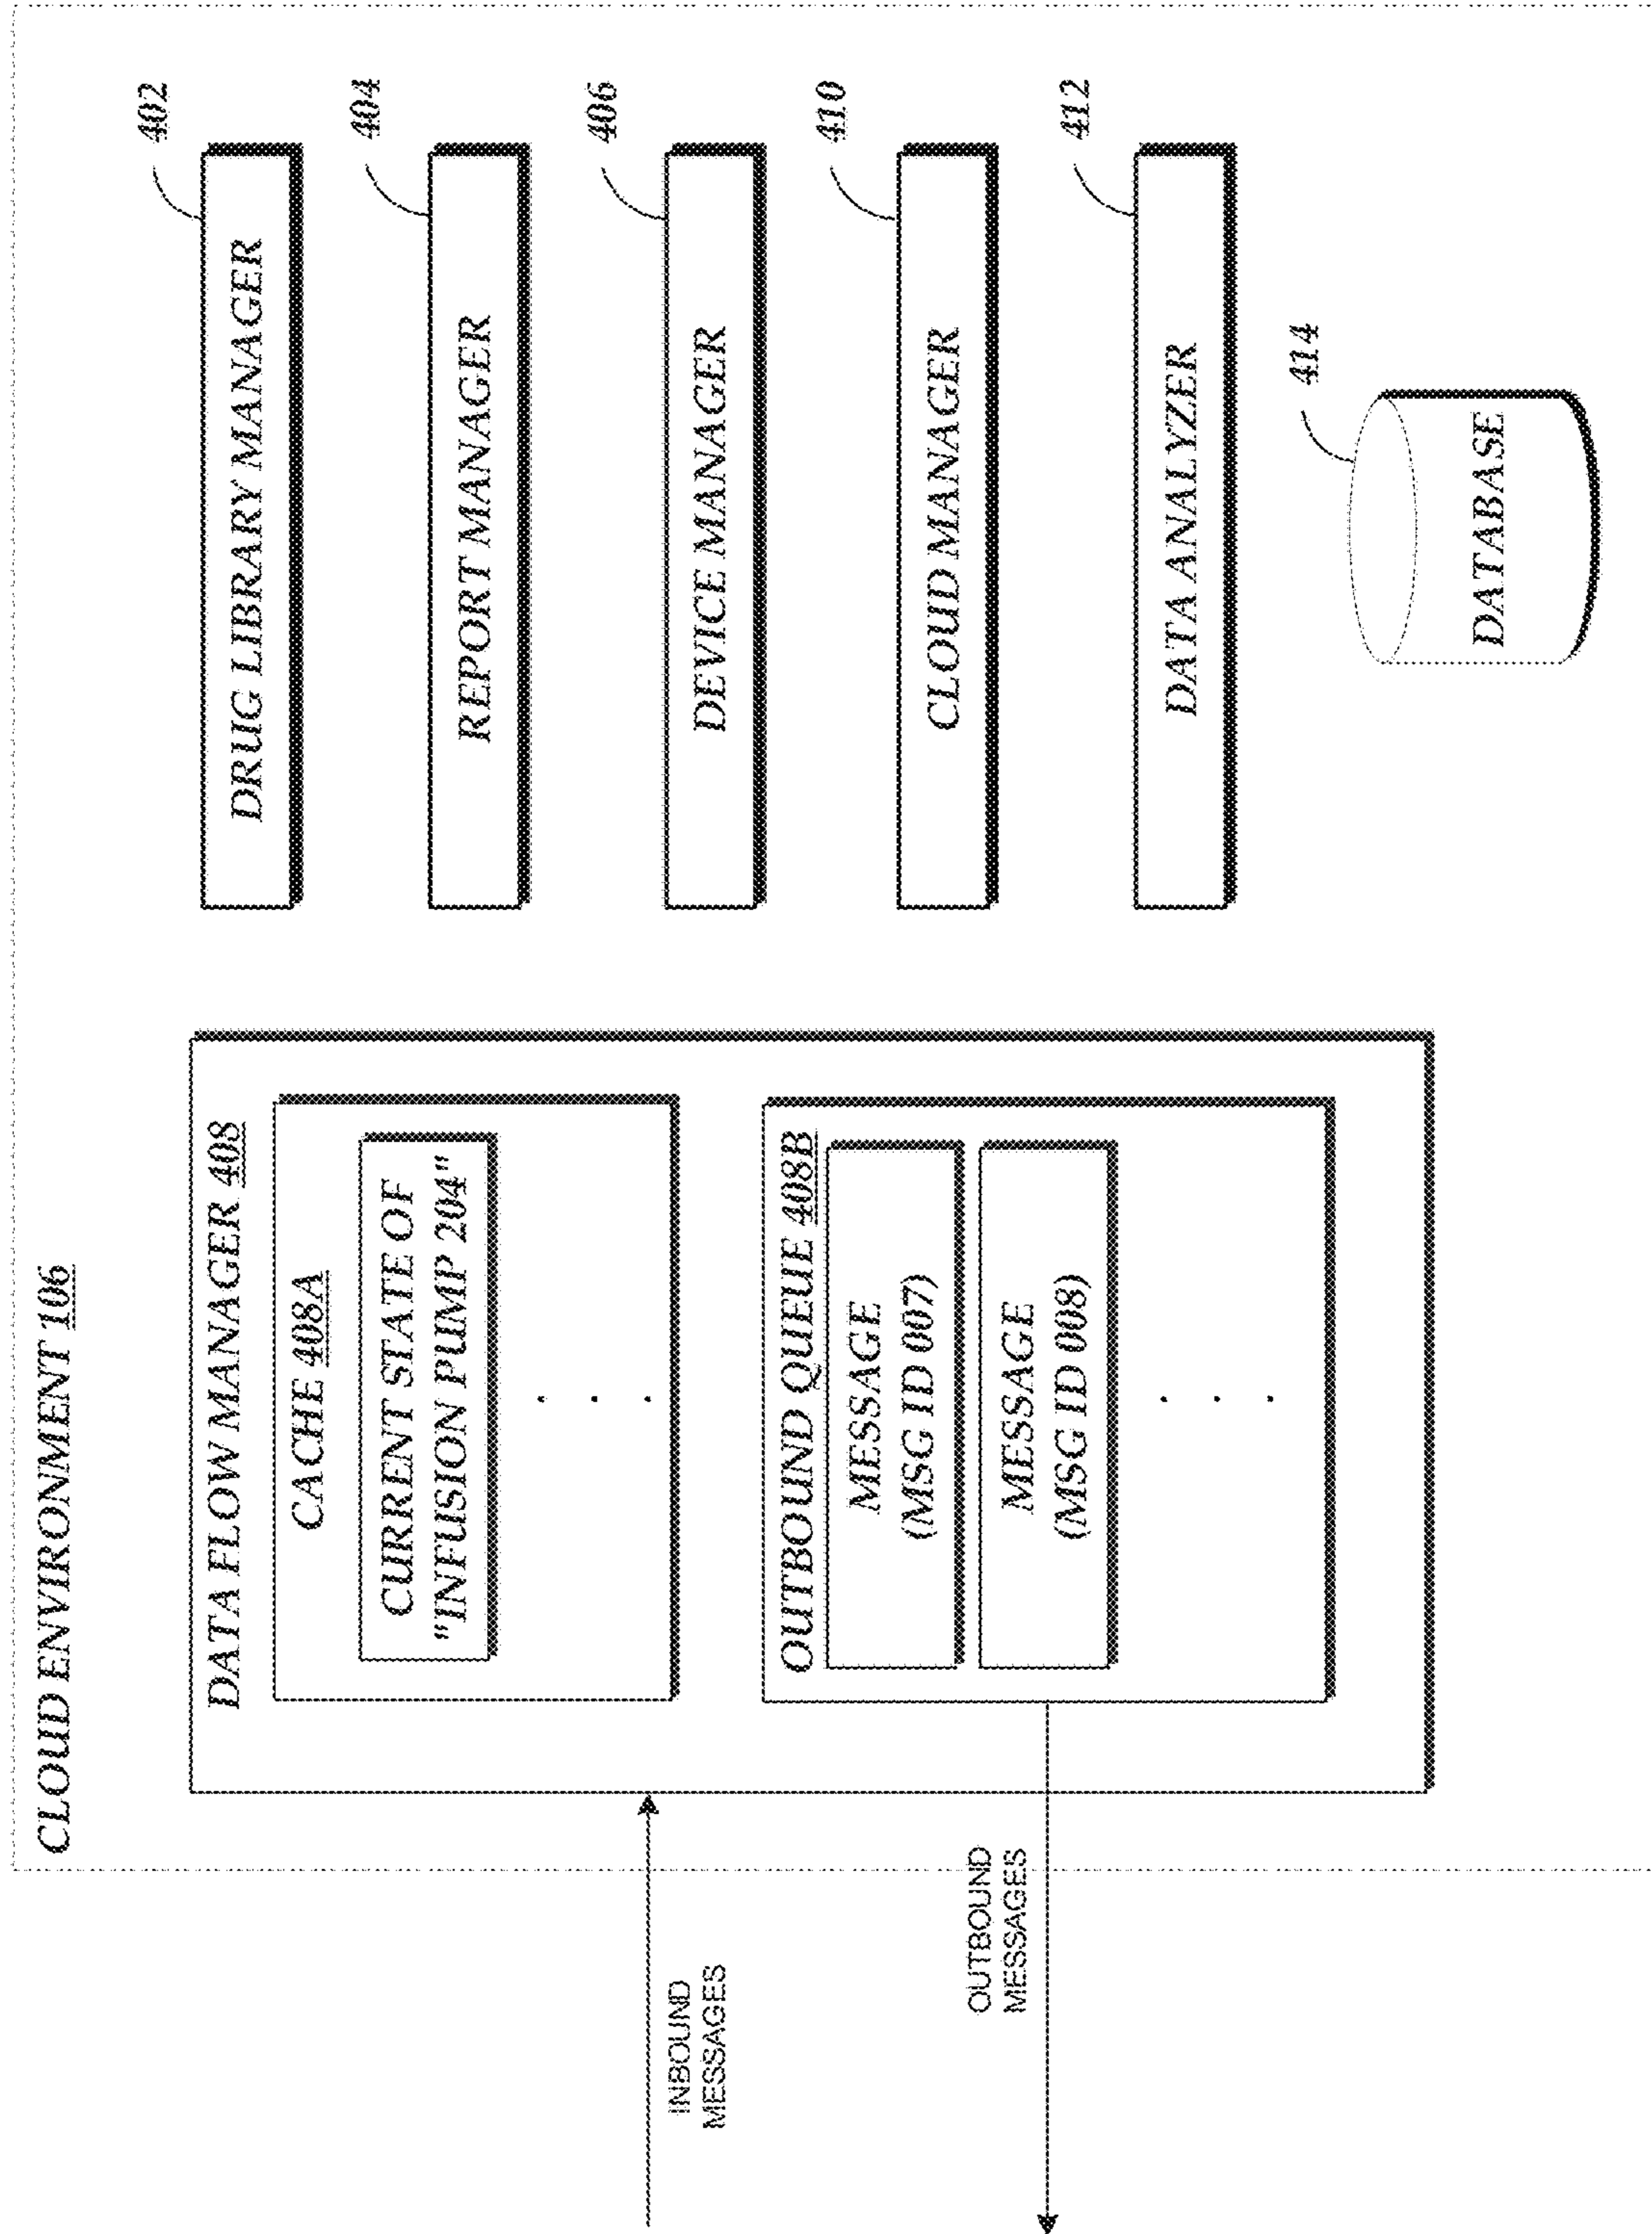 CLOUD ENVIRONMENT 106
DATA FLOW MANAGER 408
CACHE 408A
CURRENT STATE OF
"INFUSION PUMP 204"
. . .
OUTBOUND QUEUE 408B
MESSAGE
(MSG ID 007)
MESSAGE
(MSG ID 008)
. . .
INBOUND
MESSAGES
OUTBOUND
MESSAGES
402
DRUG LIBRARY MANAGER
404
REPORT MANAGER
406
DEVICE MANAGER
410
CLOUD MANAGER
412
DATA ANALYZER
414
DATABASE